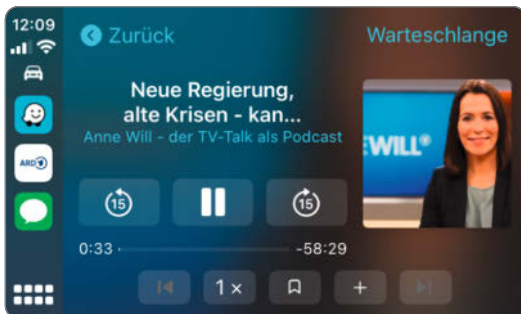 12:09
Zurück
Warteschlange
Neue Regierung,
alte Krisen - kan...
Anne Will - der TV-Talk als Podcast
EWILL®
ARD 1
15
15
0:33
-58:29
1×